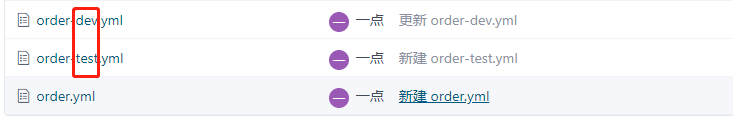 order-dev.yml 一点 更新 order-dev.yml
order-test.yml 一点 新建 order-test.yml
order.yml 一点 新建 order.yml